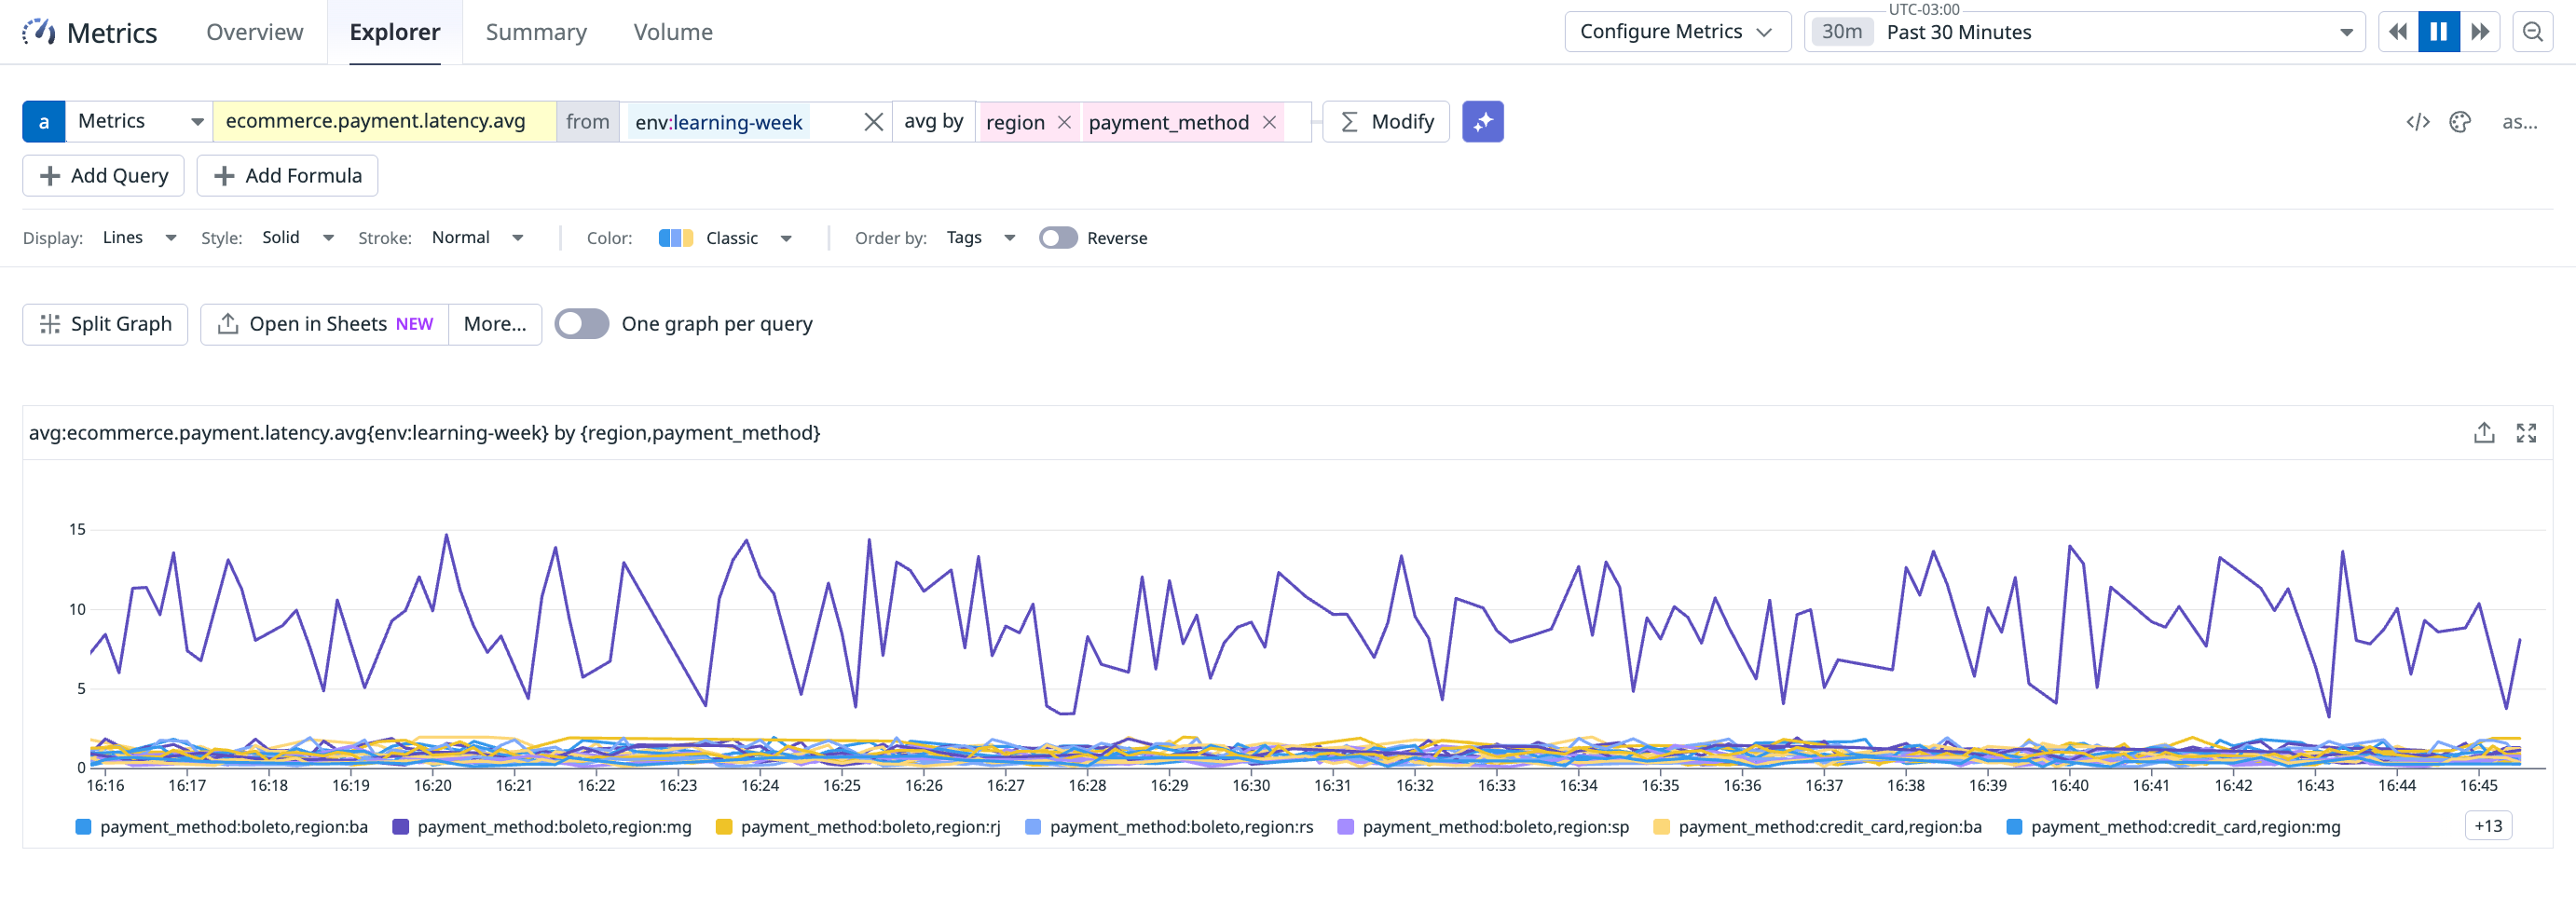 Metrics Overview Explorer Summary Volume Configure Metrics UTC-03:00 30m Past 30 Minutes
a Metrics ecommerce.payment.latency.avg from env:learning-week avg by region payment_method Modify as...
Add Query Add Formula
Display: Lines Style: Solid Stroke: Normal Color: Classic Order by: Tags Reverse
Split Graph Open in Sheets NEW More... One graph per query
avg:ecommerce.payment.latency.avg{env:learning-week} by {region,payment_method}
15
10
5
0
16:16 16:17 16:18 16:19 16:20 16:21 16:22 16:23 16:24 16:25 16:26 16:27 16:28 16:29 16:30 16:31 16:32 16:33 16:34 16:35 16:36 16:37 16:38 16:39 16:40 16:41 16:42 16:43 16:44 16:45
payment_method:boleto,region:ba payment_method:boleto,region:mg payment_method:boleto,region:rj payment_method:boleto,region:rs payment_method:boleto,region:sp payment_method:credit_card,region:ba payment_method:credit_card,region:mg +13